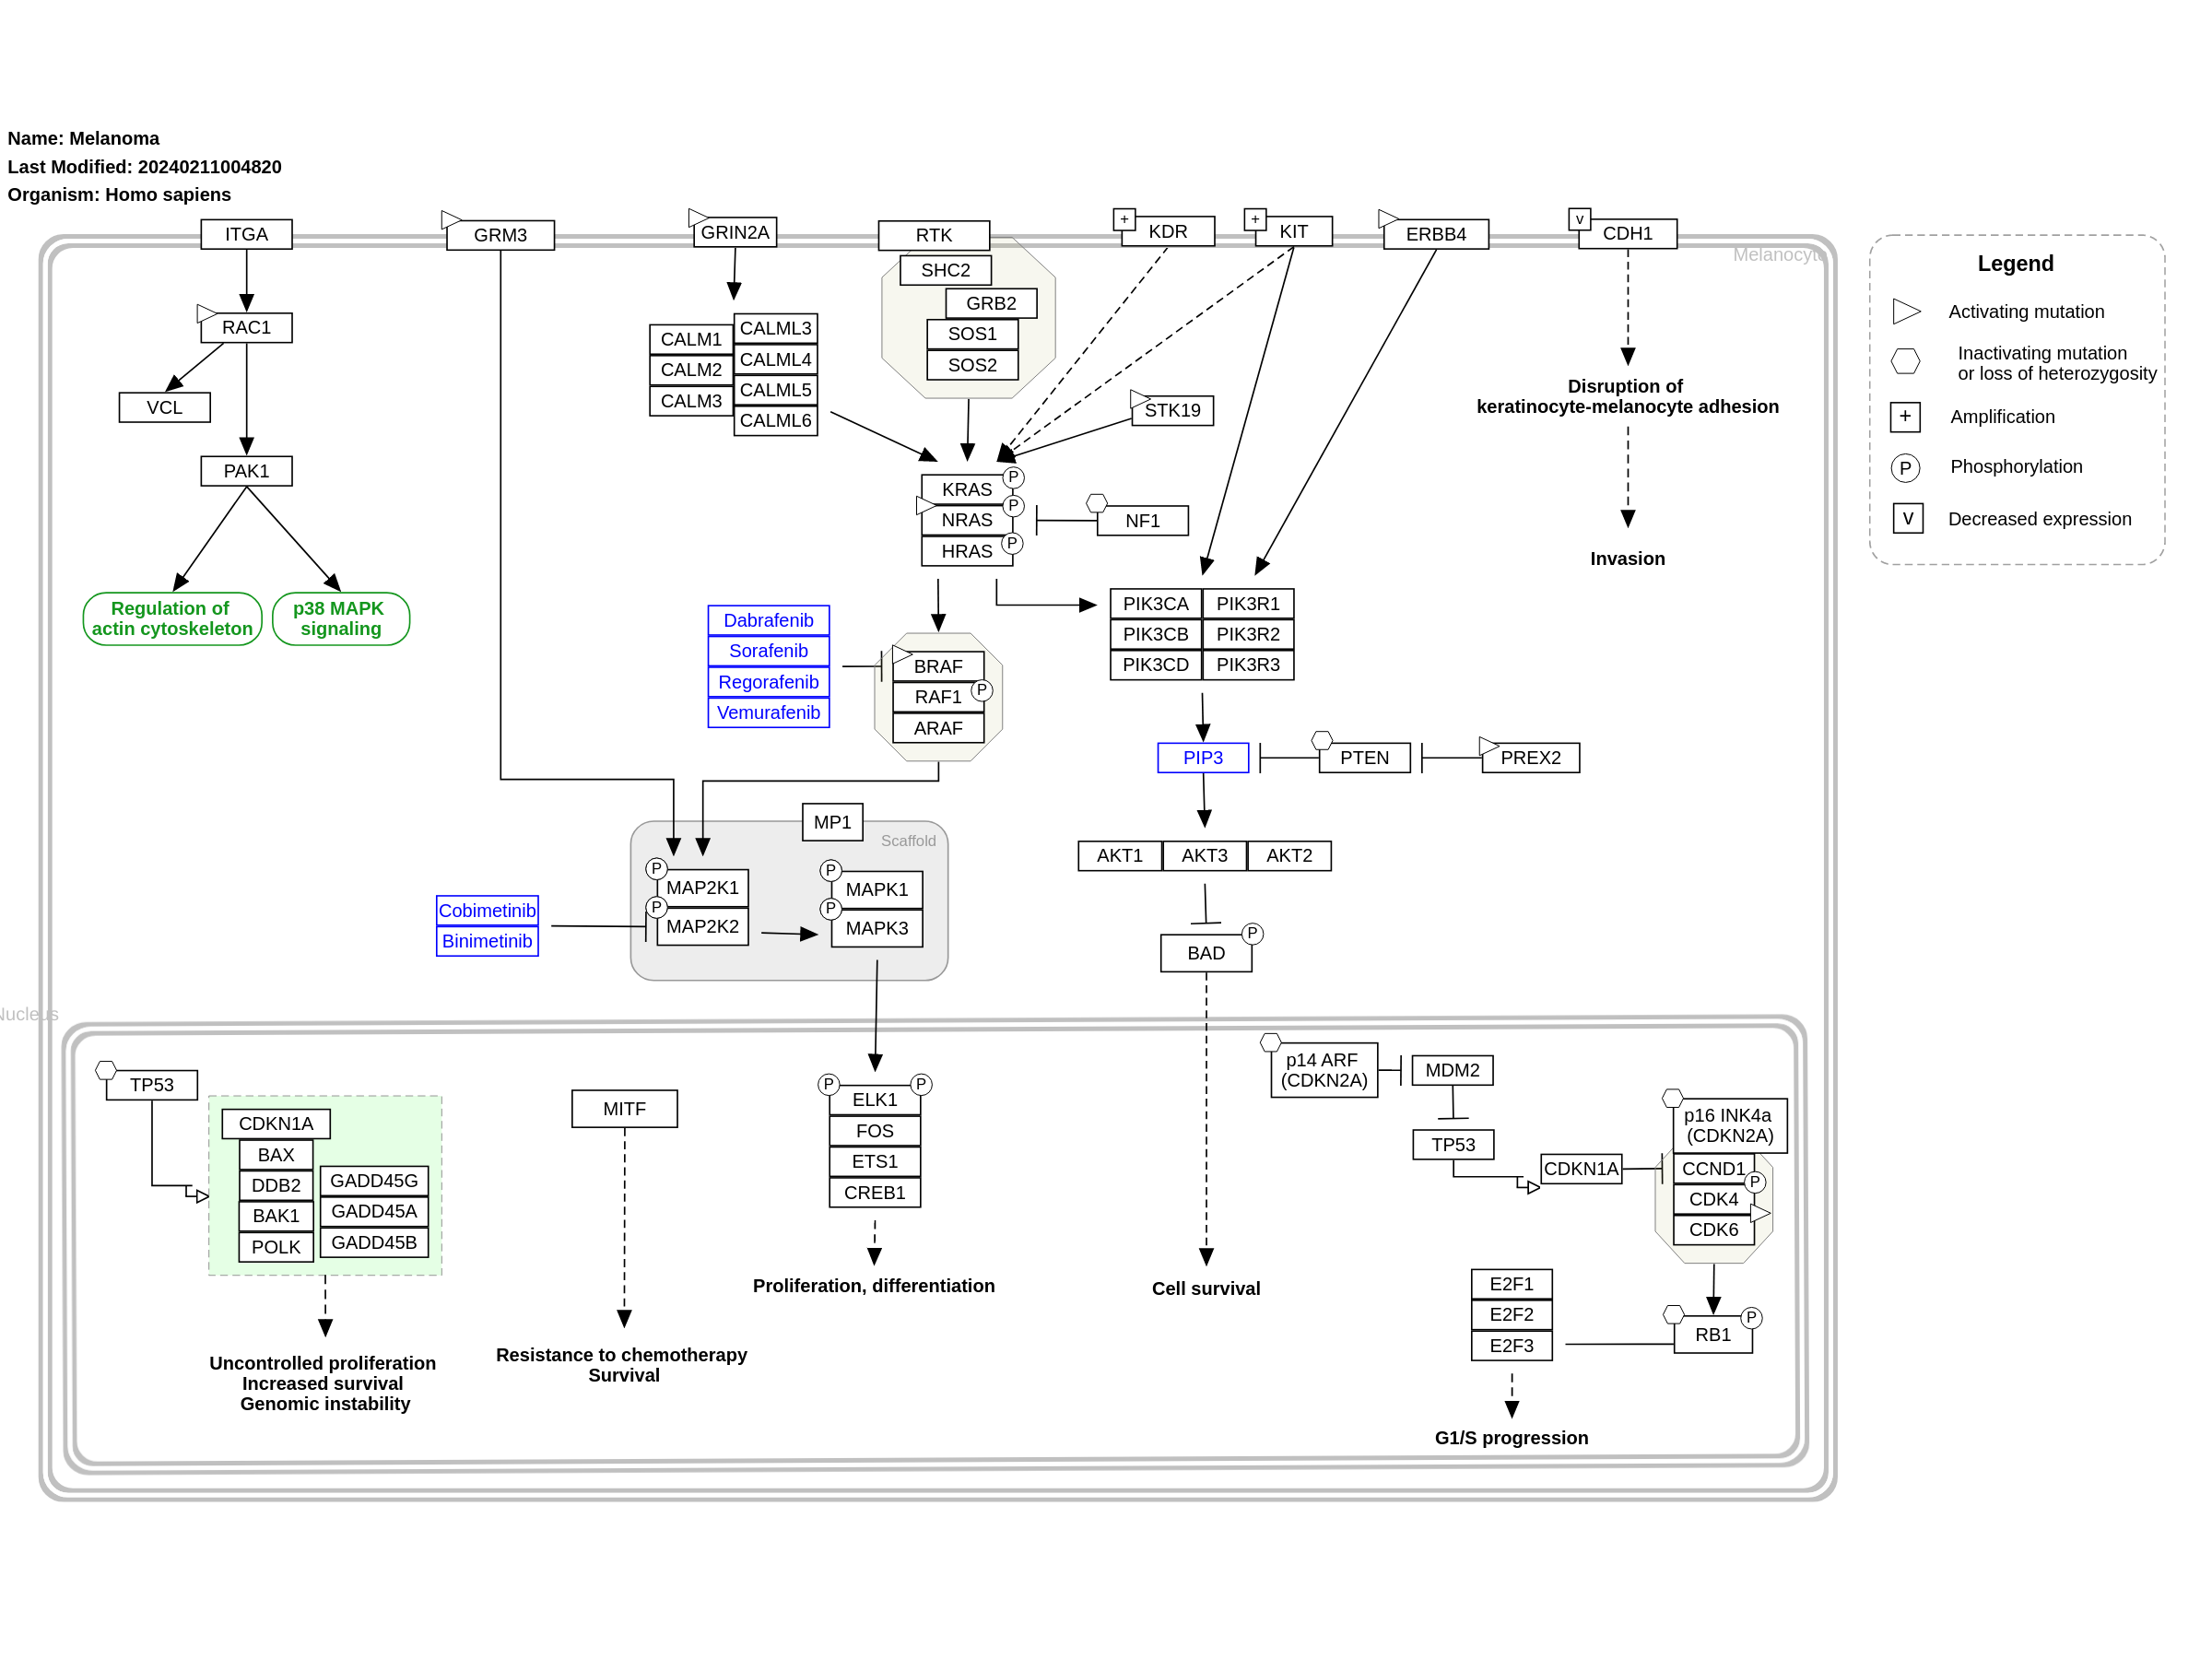 Name: Melanoma
Last Modified: 20240211004820
Organism: Homo sapiens
ITGA
GRM3
GRIN2A
RTK
+
KDR
+
KIT
ERBB4
v
CDH1
Melanocyte
SHC2
GRB2
SOS1
SOS2
RAC1
VCL
PAK1
Regulation of
actin cytoskeleton
p38 MAPK
signaling
CALM1
CALM2
CALM3
CALML3
CALML4
CALML5
CALML6
STK19
Disruption of
keratinocyte-melanocyte adhesion
Invasion
KRAS
P
NRAS
P
HRAS
P
NF1
Dabrafenib
Sorafenib
Regorafenib
Vemurafenib
BRAF
RAF1
P
ARAF
PIK3CA
PIK3R1
PIK3CB
PIK3R2
PIK3CD
PIK3R3
PIP3
PTEN
PREX2
MP1
Scaffold
AKT1
AKT3
AKT2
P
MAP2K1
P
MAP2K2
P
MAPK1
P
MAPK3
Cobimetinib
Binimetinib
BAD
P
Nucleus
TP53
CDKN1A
BAX
DDB2
BAK1
POLK
GADD45G
GADD45A
GADD45B
Uncontrolled proliferation
Increased survival
Genomic instability
MITF
Resistance to chemotherapy
Survival
P
P
ELK1
FOS
ETS1
CREB1
Proliferation, differentiation
Cell survival
p14 ARF
(CDKN2A)
MDM2
TP53
CDKN1A
p16 INK4a
(CDKN2A)
CCND1
P
CDK4
CDK6
E2F1
E2F2
E2F3
RB1
P
G1/S progression
Legend
Activating mutation
Inactivating mutation
or loss of heterozygosity
+
Amplification
P
Phosphorylation
v
Decreased expression